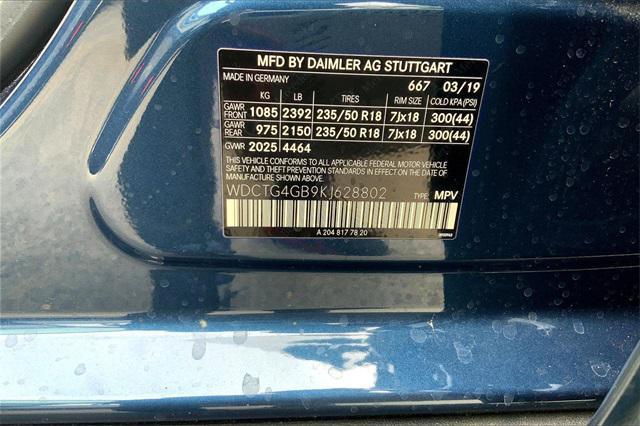 MFD BY DAIMLER AG STUTTGART
MADE IN GERMANY 667 03/19
KG LB TIRES RIM SIZE COLD KPA (PSI)
GAWR FRONT 1085 2392 235/50 R18 7Jx18 300(44)
GAWR REAR 975 2150 235/50 R18 7Jx18 300(44)
GVWR 2025 4464
THIS VEHICLE CONFORMS TO ALL APPLICABLE FEDERAL MOTOR VEHICLE
SAFETY AND THEFT PREVENTION STANDARDS IN EFFECT ON THE DATE OF
MANUFACTURE SHOWN ABOVE.
WDCTG4GB9KJ628802 TYPE: MPV
A 204 817 78 20